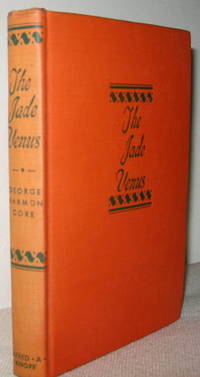 The
Jade
Venus
GEORGE
HARMON
COXE
ALFRED · A
KNOPF
The
Jade
Venus